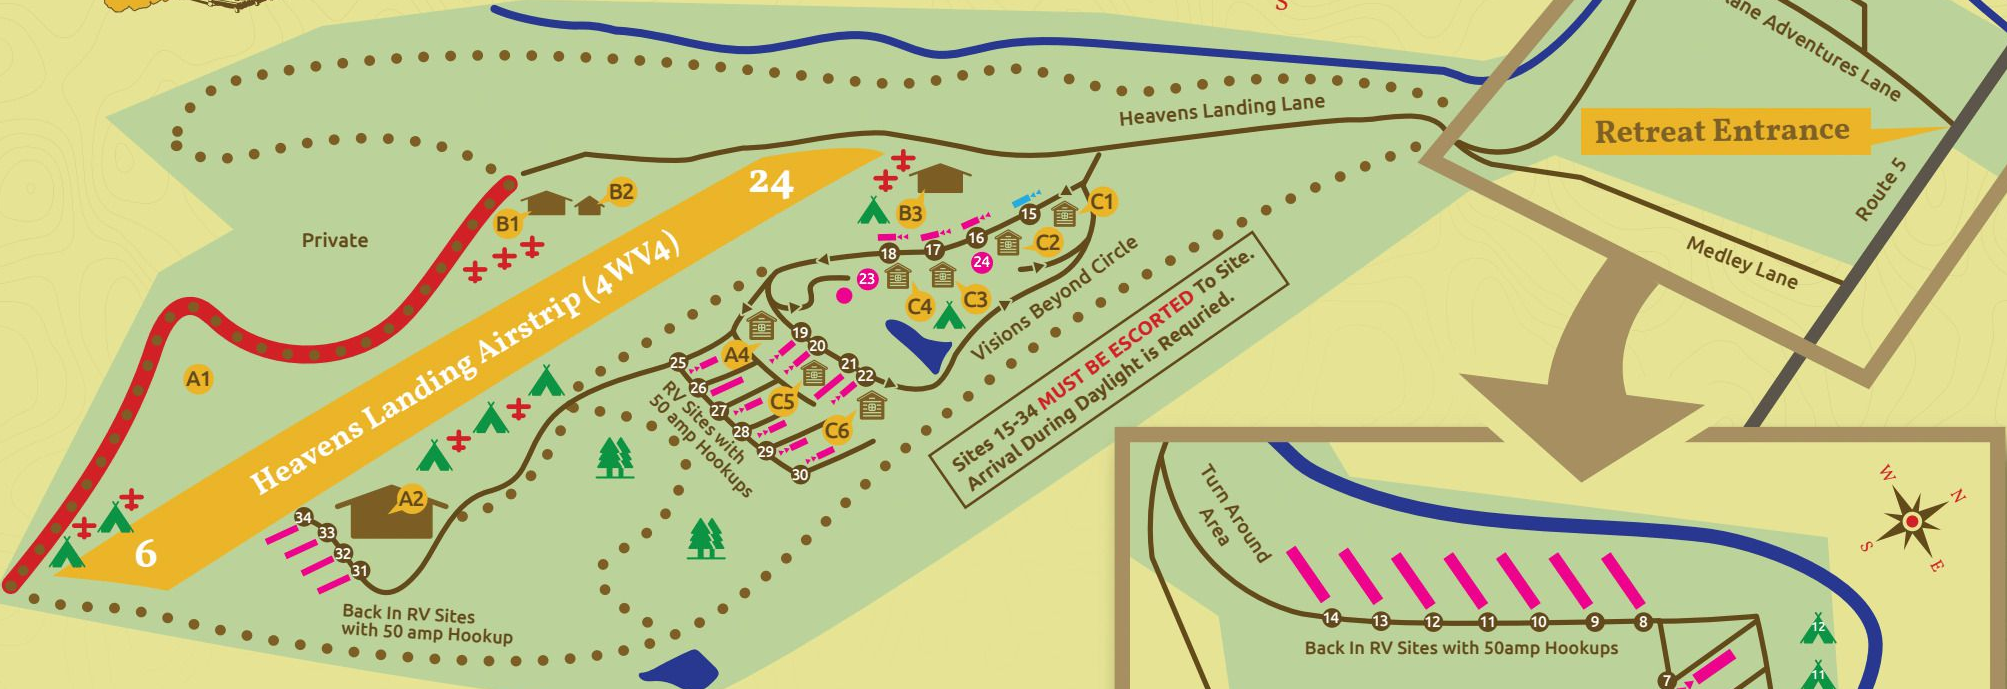 S
Lane Adventures Lane
Heavens Landing Lane
Retreat Entrance
Route 5
Medley Lane
24
B2
B1
B3
C1
15
C2
16
17
18
24
23
C3
C4
Private
Heavens Landing Airstrip (4WV4)
Visions Beyond Circle
Sites 15-34 MUST BE ESCORTED To Site.
Arrival During Daylight is Requried.
A1
A4
19
20
21
22
25
26
27
28
29
30
C5
C6
RV Sites with
50 amp Hookups
A2
34
33
32
31
6
Back In RV Sites
with 50 amp Hookup
Turn Around
Area
W
N
S
E
14
13
12
11
10
9
8
Back In RV Sites with 50amp Hookups
7
12
11